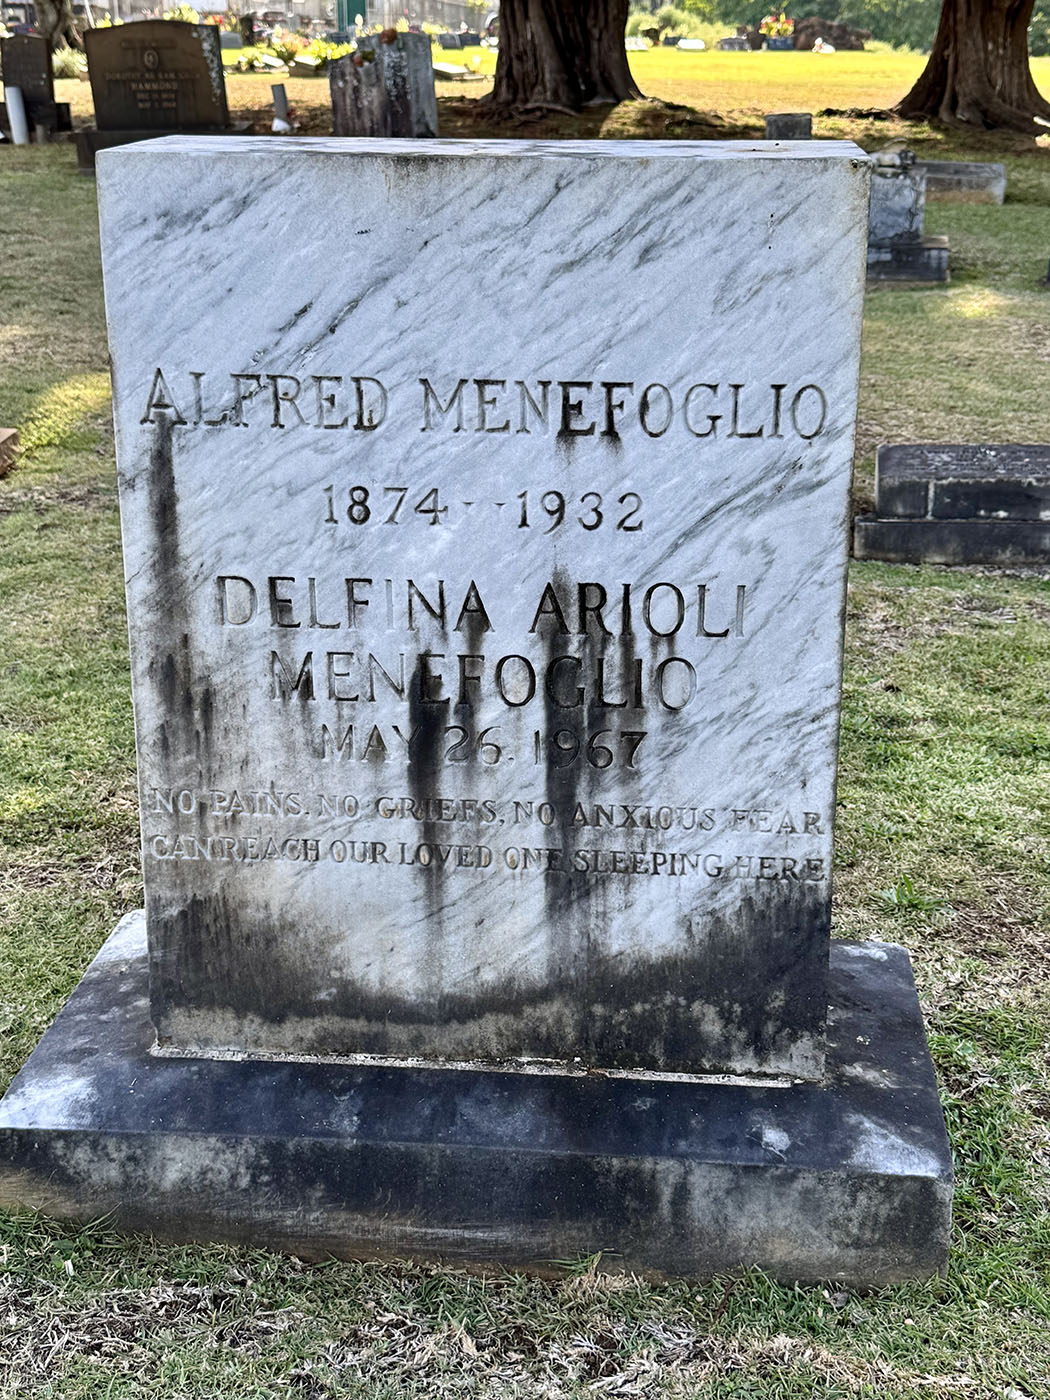 ALFRED MENEFOGLIO
1874--1932
DELFINA ARIOLI
MENEFOGLIO
MAY 26. 1967
NO PAINS. NO GRIEFS, NO ANXIOUS FEAR
CAN REACH OUR LOVED ONE SLEEPING HERE
HAMMOND